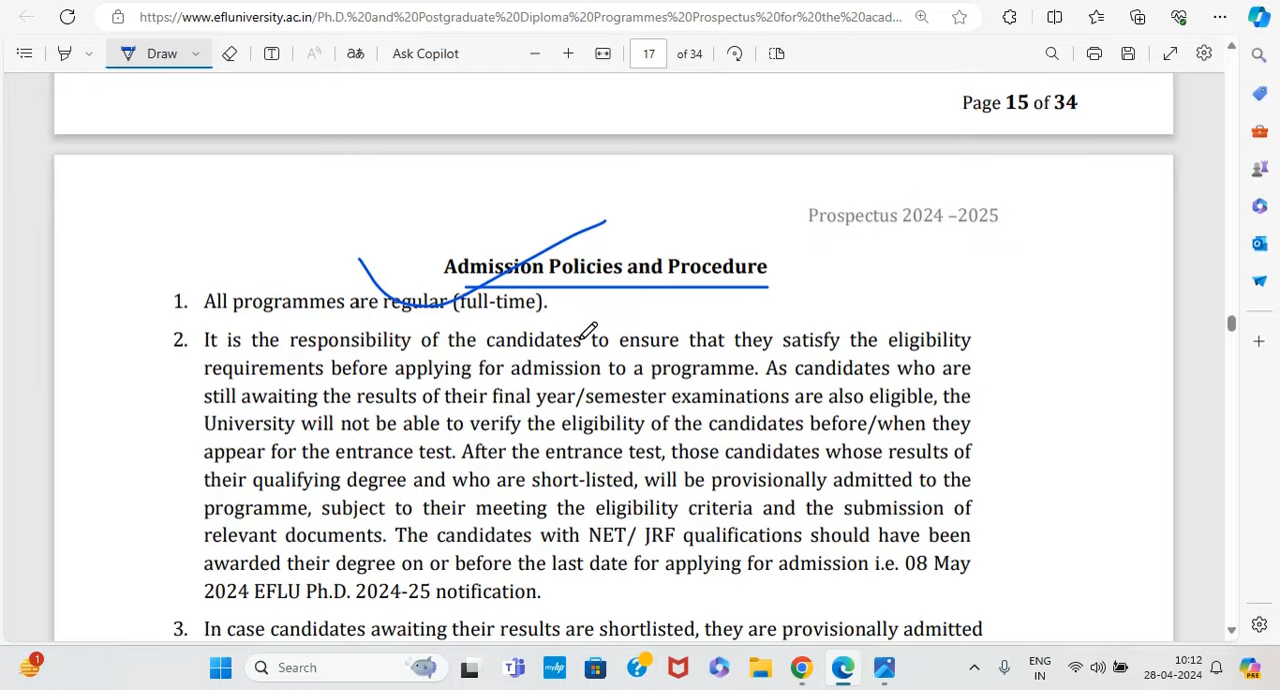 https://www.efluniversity.ac.in/Ph.D.%20and%20Postgraduate%20Diploma%20Programmes%20Prospectus%20for%20the%20acad...
Draw
aあ
Ask Copilot
17
of 34
Page 15 of 34
Prospectus 2024 –2025
Admission Policies and Procedure
1. All programmes are regular (full-time).
2. It is the responsibility of the candidates to ensure that they satisfy the eligibility
requirements before applying for admission to a programme. As candidates who are
still awaiting the results of their final year/semester examinations are also eligible, the
University will not be able to verify the eligibility of the candidates before/when they
appear for the entrance test. After the entrance test, those candidates whose results of
their qualifying degree and who are short-listed, will be provisionally admitted to the
programme, subject to their meeting the eligibility criteria and the submission of
relevant documents. The candidates with NET/ JRF qualifications should have been
awarded their degree on or before the last date for applying for admission i.e. 08 May
2024 EFLU Ph.D. 2024-25 notification.
3. In case candidates awaiting their results are shortlisted, they are provisionally admitted
1
Search
myhp
ENG
IN
10:12
28-04-2024
PRE